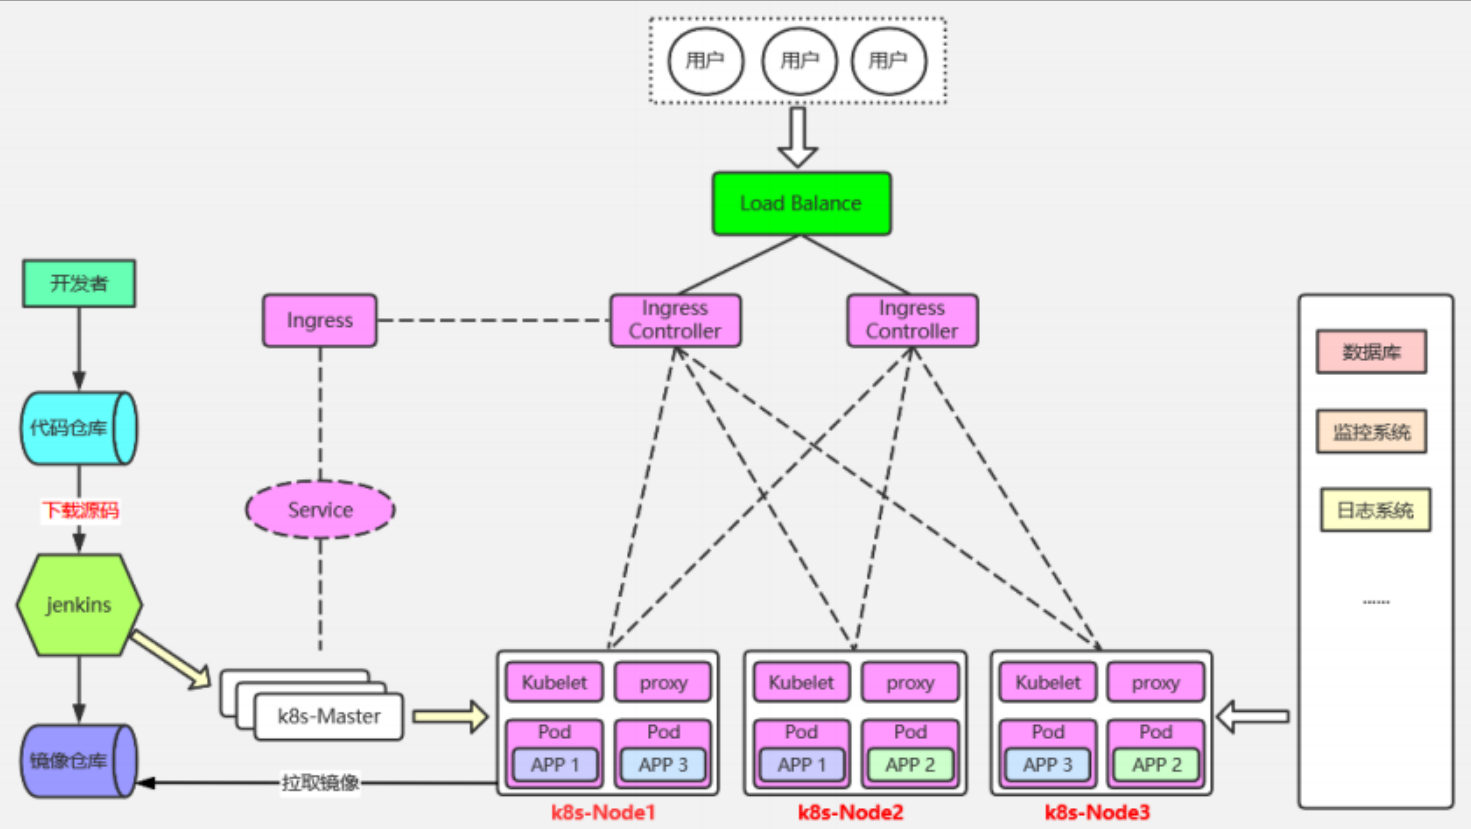 用户
用户
用户
Load Balance
开发者
Ingress
Ingress
Controller
Ingress
Controller
数据库
代码仓库
监控系统
下载源码
Service
日志系统
jenkins
......
k8s-Master
Kubelet
proxy
Pod
APP 1
Pod
APP 3
k8s-Node1
Kubelet
proxy
Pod
APP 1
Pod
APP 2
k8s-Node2
Kubelet
proxy
Pod
APP 3
Pod
APP 2
k8s-Node3
镜像仓库
拉取镜像